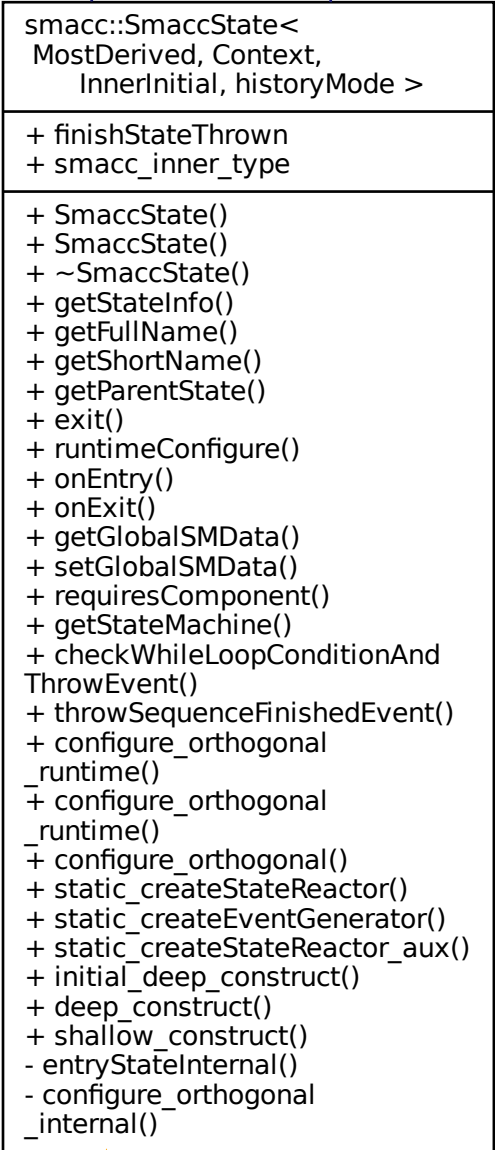 smacc::SmaccState<
MostDerived, Context,
InnerInitial, historyMode >
+ finishStateThrown
+ smacc_inner_type
+ SmaccState()
+ SmaccState()
+ ~SmaccState()
+ getStateInfo()
+ getFullName()
+ getShortName()
+ getParentState()
+ exit()
+ runtimeConfigure()
+ onEntry()
+ onExit()
+ getGlobalSMData()
+ setGlobalSMData()
+ requiresComponent()
+ getStateMachine()
+ checkWhileLoopConditionAnd
ThrowEvent()
+ throwSequenceFinishedEvent()
+ configure_orthogonal
_runtime()
+ configure_orthogonal
_runtime()
+ configure_orthogonal()
+ static_createStateReactor()
+ static_createEventGenerator()
+ static_createStateReactor_aux()
+ initial_deep_construct()
+ deep_construct()
+ shallow_construct()
- entryStateInternal()
- configure_orthogonal
_internal()